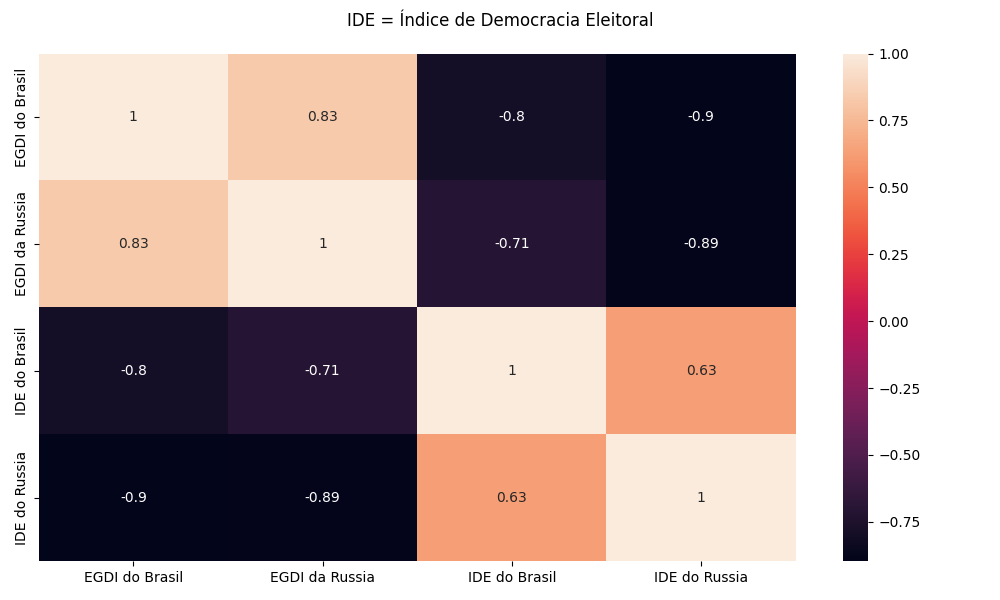 IDE = Índice de Democracia Eleitoral
EGDI do Brasil
1
0.83
-0.8
-0.9
EGDI da Russia
0.83
1
-0.71
-0.89
IDE do Brasil
-0.8
-0.71
1
0.63
IDE do Russia
-0.9
-0.89
0.63
1
EGDI do Brasil
EGDI da Russia
IDE do Brasil
IDE do Russia
1.00
0.75
0.50
0.25
0.00
−0.25
−0.50
−0.75